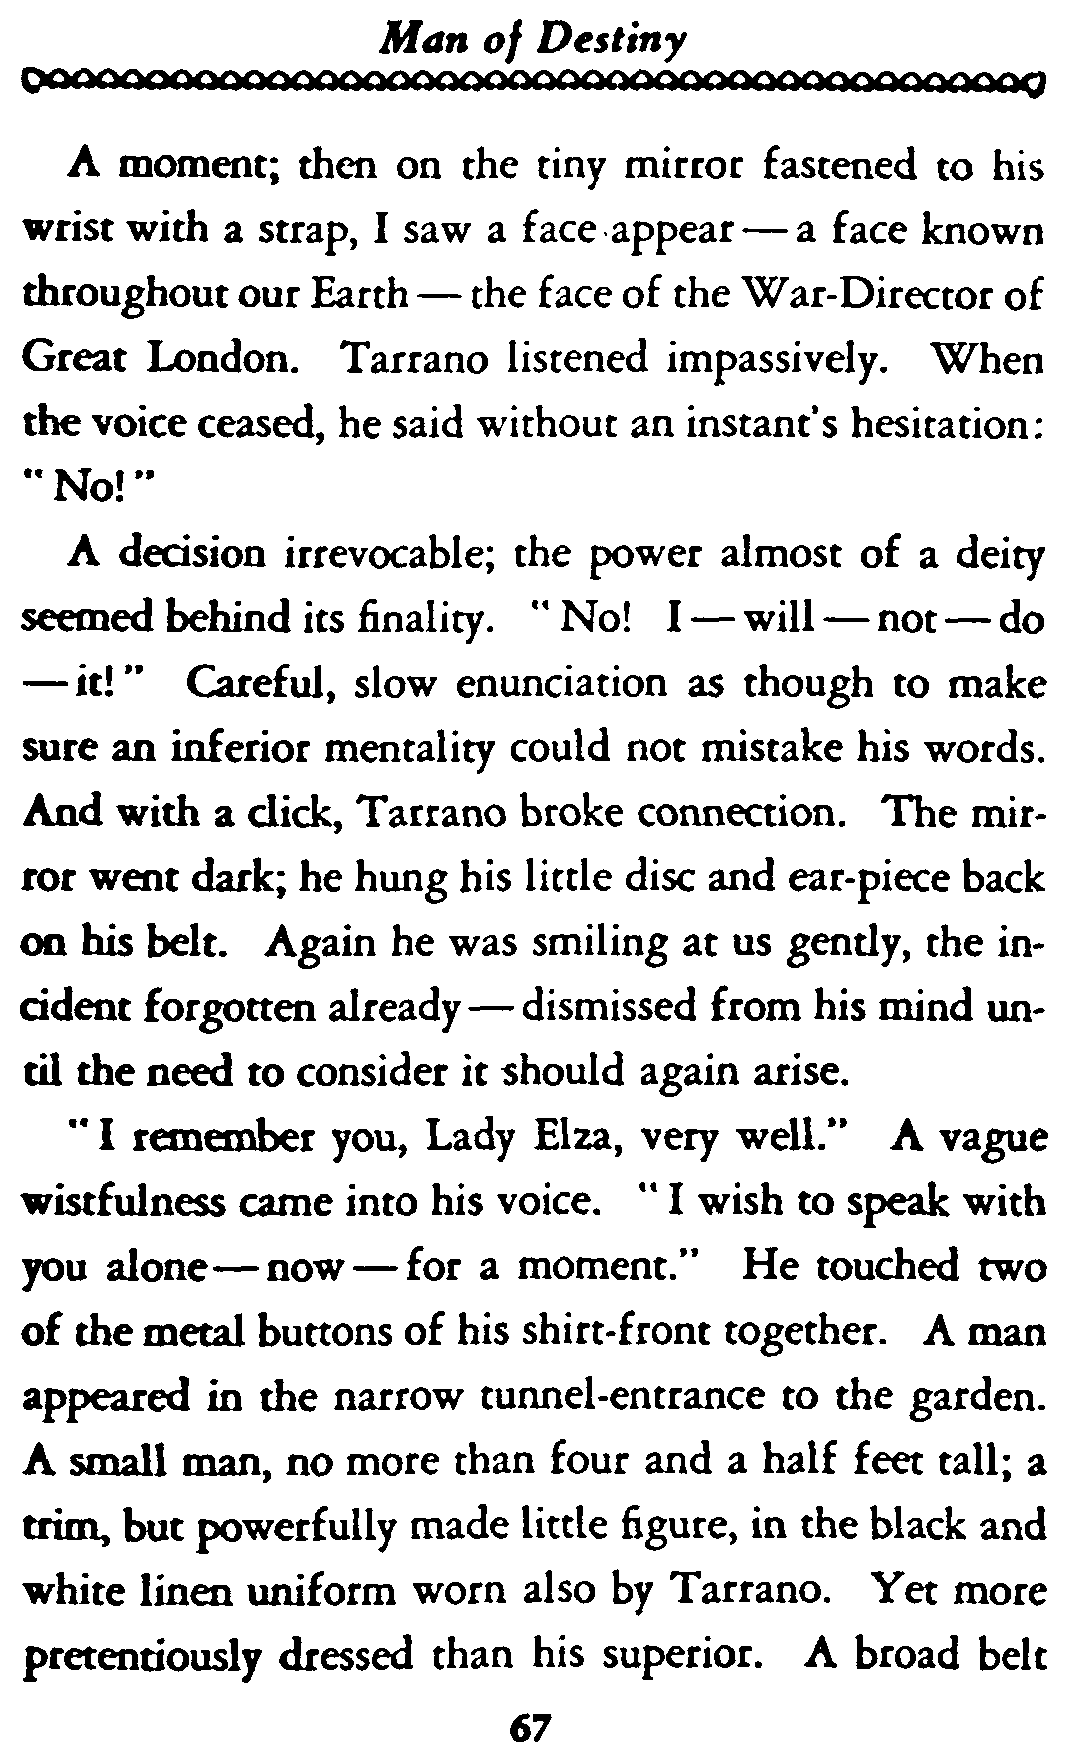 Man of Destiny
A moment; then on the tiny mirror fastened to his
wrist with a strap, I saw a face appear — a face known
throughout our Earth — the face of the War-Director of
Great London. Tarrano listened impassively. When
the voice ceased, he said without an instant's hesitation:
"No!"
A decision irrevocable; the power almost of a deity
seemed behind its finality. "No! I — will — not — do
— it!" Careful, slow enunciation as though to make
sure an inferior mentality could not mistake his words.
And with a click, Tarrano broke connection. The mir-
ror went dark; he hung his little disc and ear-piece back
on his belt. Again he was smiling at us gently, the in-
cident forgotten already — dismissed from his mind un-
til the need to consider it should again arise.
"I remember you, Lady Elza, very well." A vague
wistfulness came into his voice. "I wish to speak with
you alone — now — for a moment." He touched two
of the metal buttons of his shirt-front together. A man
appeared in the narrow tunnel-entrance to the garden.
A small man, no more than four and a half feet tall; a
trim, but powerfully made little figure, in the black and
white linen uniform worn also by Tarrano. Yet more
pretentiously dressed than his superior. A broad belt
67